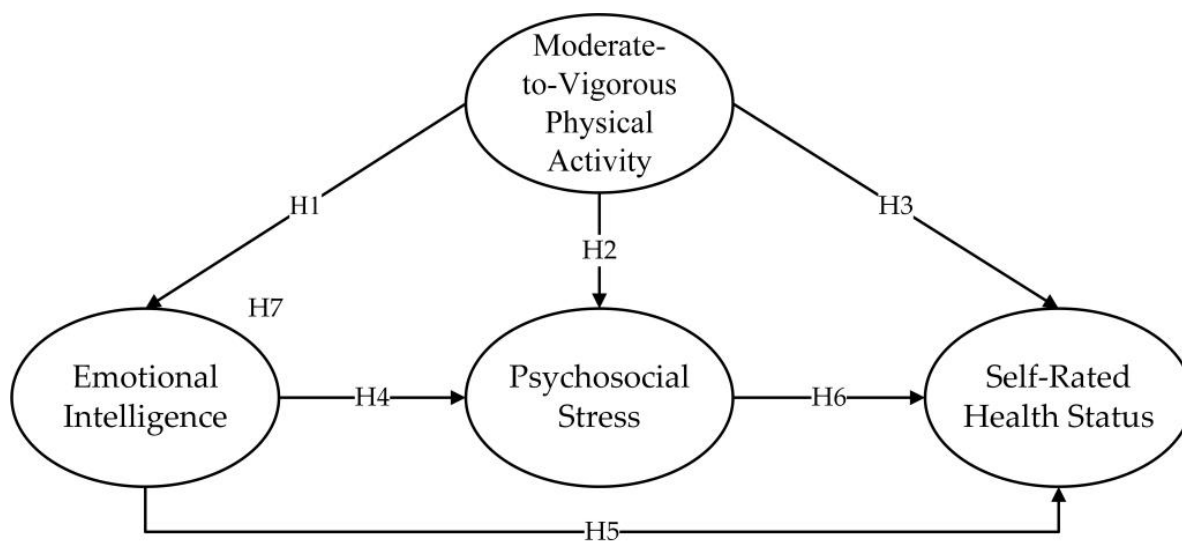 Moderate-
to-Vigorous
Physical
Activity
H1
H3
H2
H7
Emotional
Intelligence
H4
Psychosocial
Stress
H6
Self-Rated
Health Status
H5